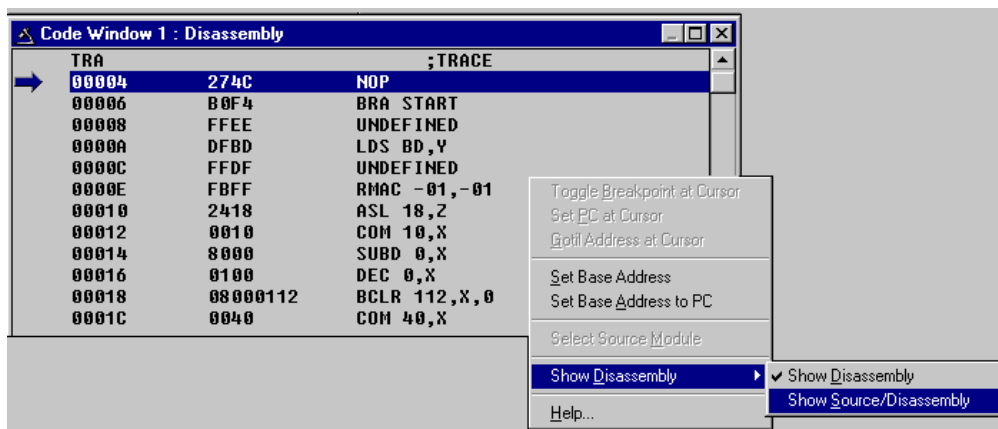 Code Window 1 : Disassembly
TRA ;TRACE
00004 274C NOP
00006 B0F4 BRA START
00008 FFEE UNDEFINED
0000A DFBD LDS BD,Y
0000C FFDF UNDEFINED
0000E FBFF RMAC -01,-01
00010 2418 ASL 18,Z
00012 0010 COM 10,X
00014 8000 SUBD 0,X
00016 0100 DEC 0,X
00018 08000112 BCLR 112,X,0
0001C 0040 COM 40,X
Toggle Breakpoint at Cursor
Set PC at Cursor
Gotil Address at Cursor
Set Base Address
Set Base Address to PC
Select Source Module
Show Disassembly
Help...
Show Disassembly
Show Source/Disassembly